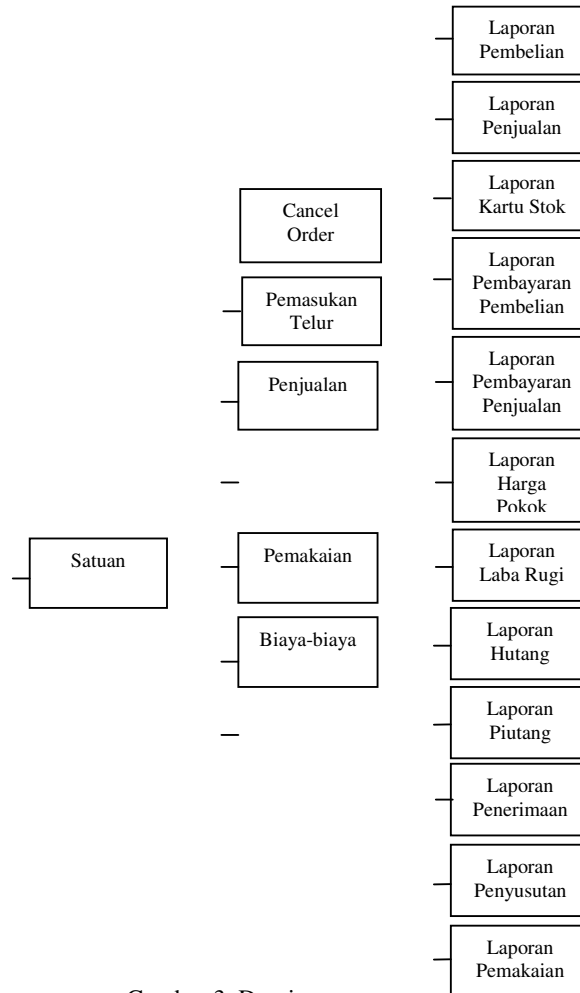 Laporan
Pembelian
Laporan
Penjualan
Laporan
Kartu Stok
Laporan
Pembayaran
Pembelian
Laporan
Pembayaran
Penjualan
Laporan
Harga
Pokok
Laporan
Laba Rugi
Laporan
Hutang
Laporan
Piutang
Laporan
Penerimaan
Laporan
Penyusutan
Laporan
Pemakaian
Cancel
Order
Pemasukan
Telur
Penjualan
Pemakaian
Biaya-biaya
Satuan